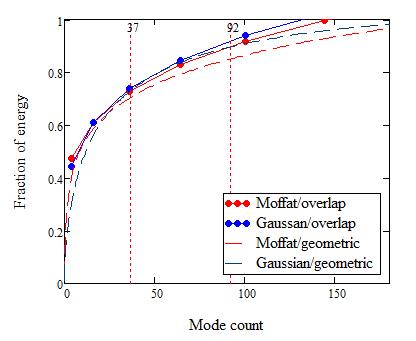 37
92
1
0.8
0.6
0.4
0.2
0
Fraction of energy
Moffat/overlap
Gaussan/overlap
Moffat/geometric
Gaussian/geometric
0
50
100
150
Mode count